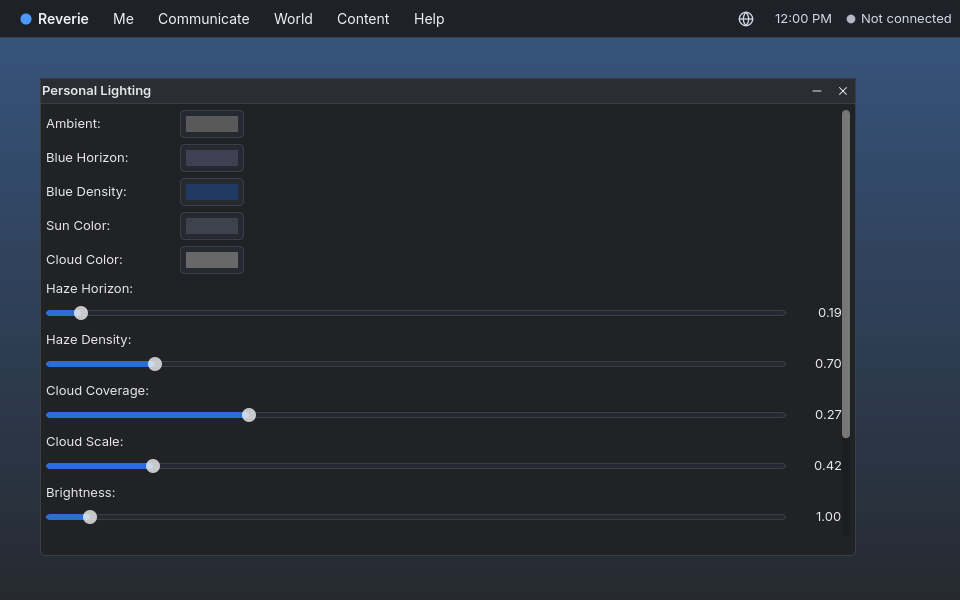 Reverie Me Communicate World Content Help 12:00 PM Not connected
Personal Lighting
Ambient:
Blue Horizon:
Blue Density:
Sun Color:
Cloud Color:
Haze Horizon:
0.19
Haze Density:
0.70
Cloud Coverage:
0.27
Cloud Scale:
0.42
Brightness:
1.00